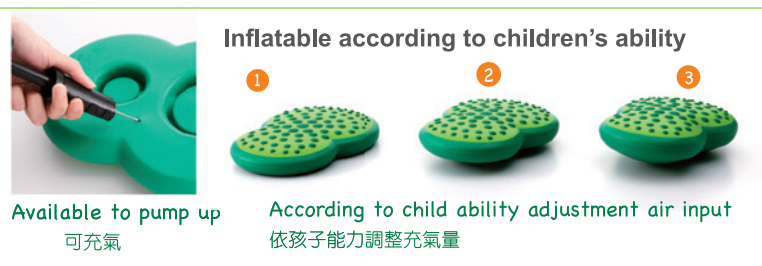 Inflatable according to children's ability
1
2
3
Available to pump up
可充氣
According to child ability adjustment air input
依孩子能力調整充氣量